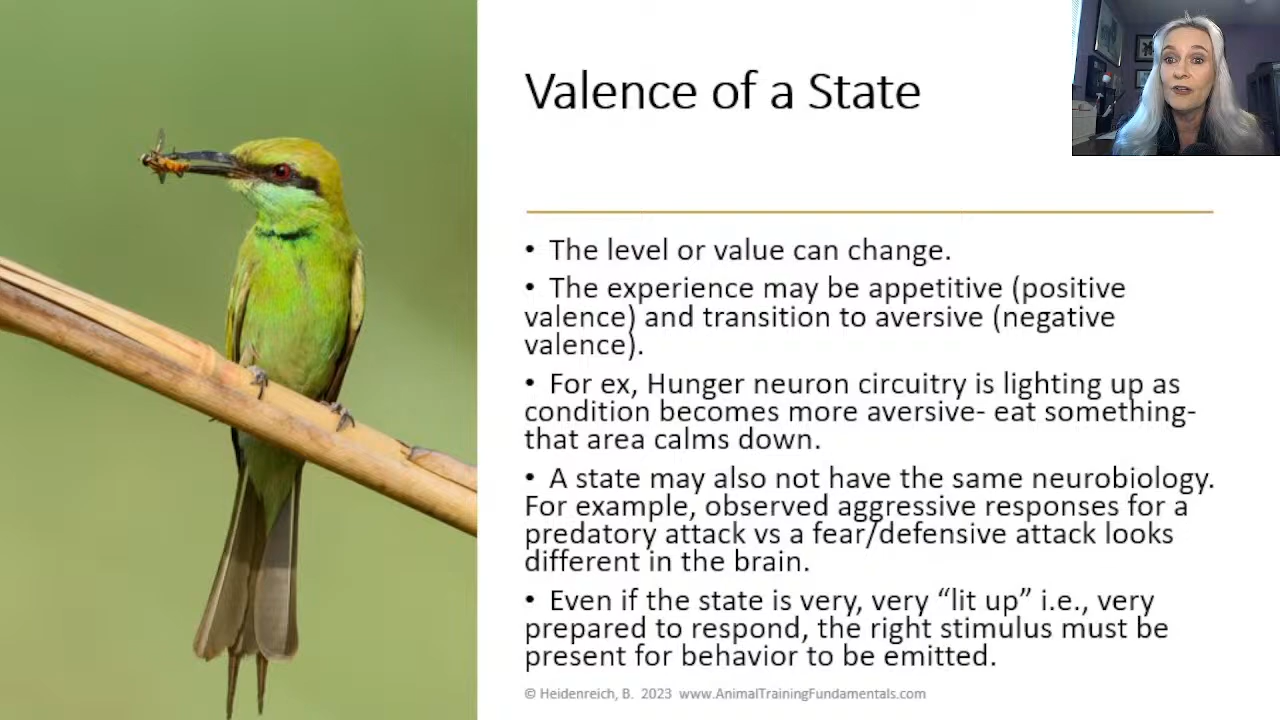 Valence of a State
• The level or value can change.
• The experience may be appetitive (positive
valence) and transition to aversive (negative
valence).
• For ex, Hunger neuron circuitry is lighting up as
condition becomes more aversive- eat something-
that area calms down.
• A state may also not have the same neurobiology.
For example, observed aggressive responses for a
predatory attack vs a fear/defensive attack looks
different in the brain.
• Even if the state is very, very “lit up” i.e., very
prepared to respond, the right stimulus must be
present for behavior to be emitted.
© Heidenreich, B. 2023 www.AnimalTrainingFundamentals.com